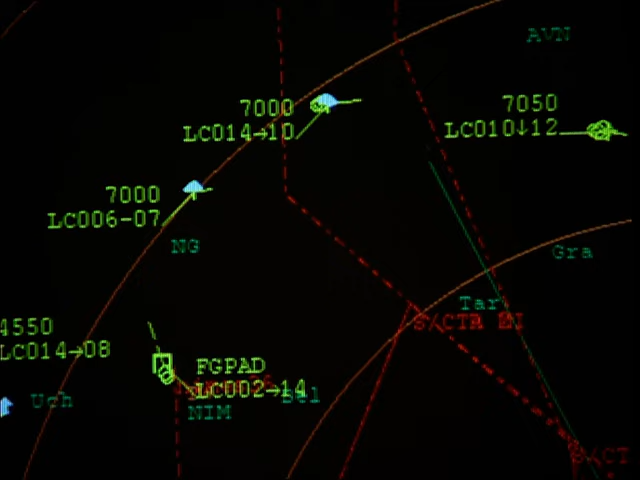 AVN
7000
LC014→10
7050
LC010↓12
7000
LC006-07
NG
Gra
Tar
S/CTR
4550
LC014→08
FGPAD
LC002→14
Uch
NIM
S/CT